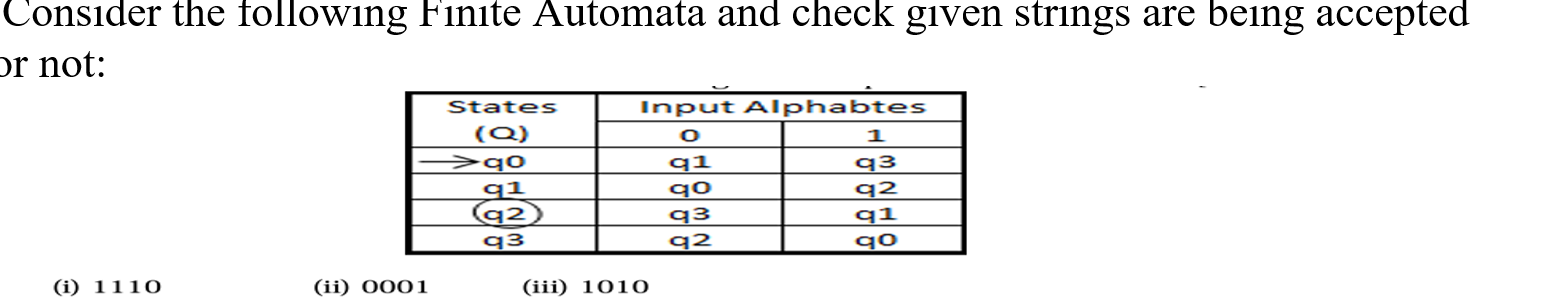 Consider the following Finite Automata and check given strings are being accepted
or not:
States Input Alphabtes
(Q) 0 1
q0 q1 q3
q1 q0 q2
q2 q3 q1
q3 q2 q0
(i) 1110 (ii) 0001 (iii) 1010